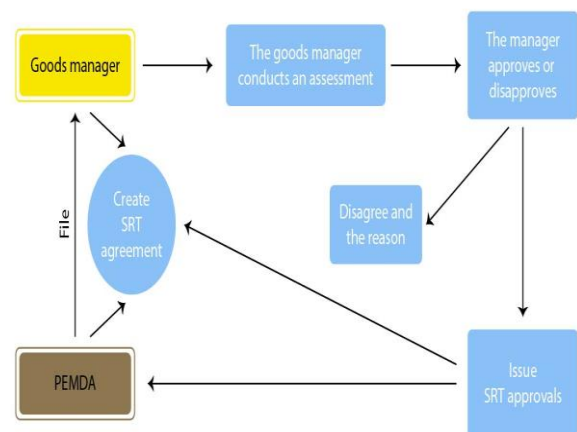 Goods manager
The goods manager
conducts an assessment
The manager
approves or
disapproves
File
Create
SRT
agreement
Disagree and
the reason
PEMDA
Issue
SRT approvals